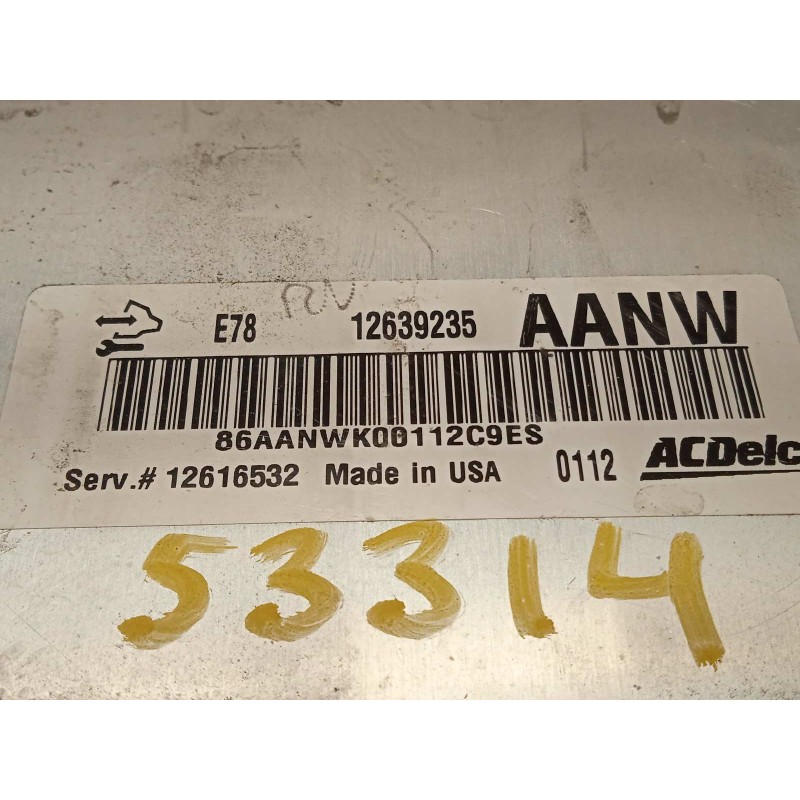 E78 12639235 AANW
86AANWK00112C9ES
Serv.# 12616532 Made in USA 0112 ACDelc
53314